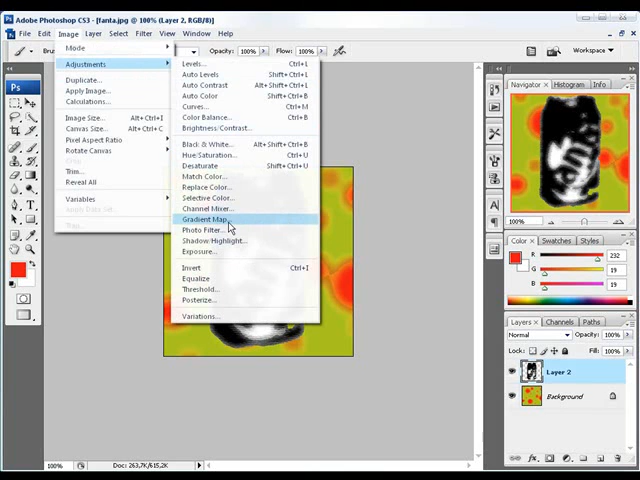 Adobe Photoshop CS3 - [fanta.jpg @ 100% (Layer 2, RGB/8)]
File Edit Image Layer Select Filter View Window Help
Opacity: 100% Flow: 100% Workspace
Mode
Adjustments
Duplicate...
Apply Image...
Calculations...
Image Size... Alt+Ctrl+I
Canvas Size... Alt+Ctrl+C
Pixel Aspect Ratio
Rotate Canvas
Crop
Trim...
Reveal All
Variables
Apply Data Set...
Trap...
Levels... Ctrl+L
Auto Levels Shift+Ctrl+L
Auto Contrast Alt+Shift+Ctrl+L
Auto Color Shift+Ctrl+B
Curves... Ctrl+M
Color Balance... Ctrl+B
Brightness/Contrast...
Black & White... Alt+Shift+Ctrl+B
Hue/Saturation... Ctrl+U
Desaturate Shift+Ctrl+U
Match Color...
Replace Color...
Selective Color...
Channel Mixer...
Gradient Map...
Photo Filter...
Shadow/Highlight...
Exposure...
Invert Ctrl+I
Equalize
Threshold...
Posterize...
Variations...
Ps
Navigator Histogram Info
100%
Color Swatches Styles
R 232
G 19
B 19
Layers Channels Paths
Normal Opacity: 100%
Lock: Fill: 100%
Layer 2
Background
100% Doc: 263,7K/615,2K